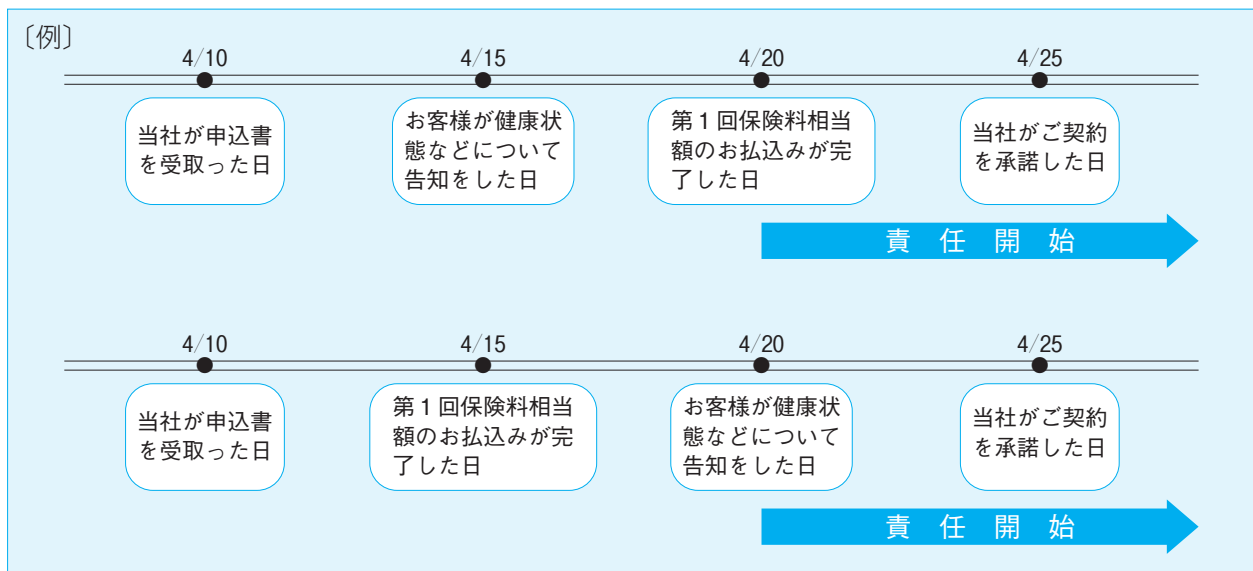 〔例〕
4/10
4/15
4/20
4/25
当社が申込書
を受取った日
お客様が健康状
態などについて
告知をした日
第１回保険料相当
額のお払込みが完
了した日
当社がご契約
を承諾した日
責任開始
4/10
4/15
4/20
4/25
当社が申込書
を受取った日
第１回保険料相当
額のお払込みが完
了した日
お客様が健康状
態などについて
告知をした日
当社がご契約
を承諾した日
責任開始